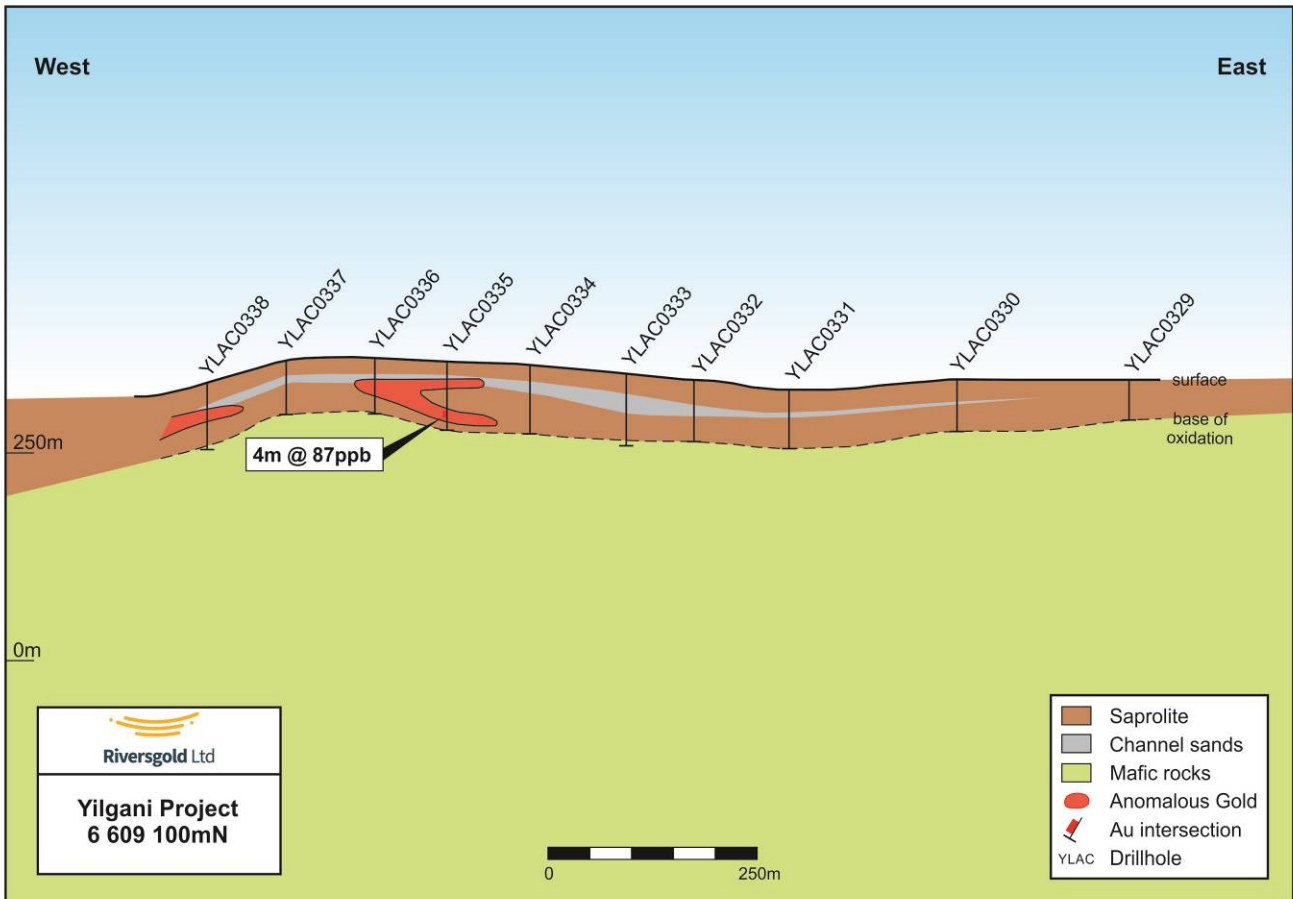 West
East
YLAC0338
YLAC0337
YLAC0336
YLAC0335
YLAC0334
YLAC0333
YLAC0332
YLAC0331
YLAC0330
YLAC0329
surface
base of
oxidation
250m
4m @ 87ppb
0m
Riversgold Ltd
Yilgani Project
6 609 100mN
0
250m
Saprolite
Channel sands
Mafic rocks
Anomalous Gold
Au intersection
YLAC Drillhole